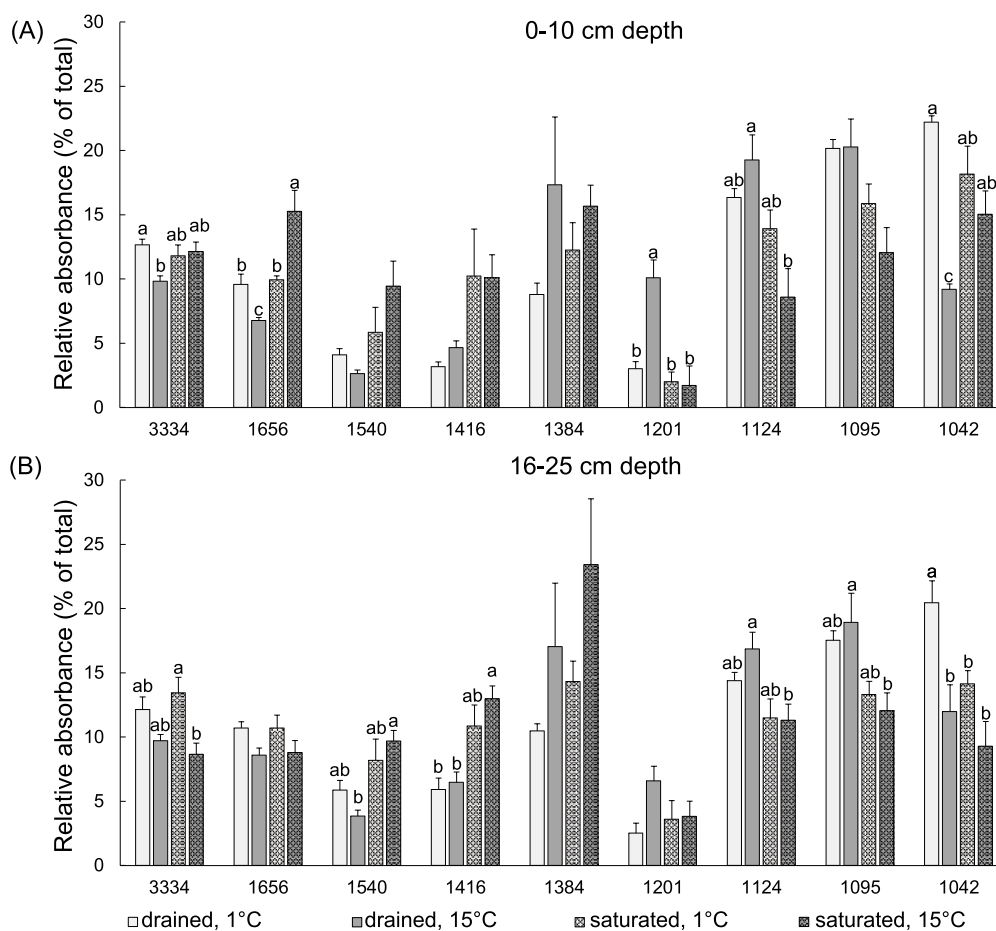 (A)
0-10 cm depth
Relative absorbance (% of total)
30
25
20
15
10
5
0
a b ab ab
b c b a
b a b b
ab a ab b
a c ab ab
3334 1656 1540 1416 1384 1201 1124 1095 1042
(B)
16-25 cm depth
Relative absorbance (% of total)
30
25
20
15
10
5
0
ab ab a b
ab b ab a
b b ab a
ab a ab b
ab a ab b
a b b b
3334 1656 1540 1416 1384 1201 1124 1095 1042
drained, 1°C drained, 15°C saturated, 1°C saturated, 15°C